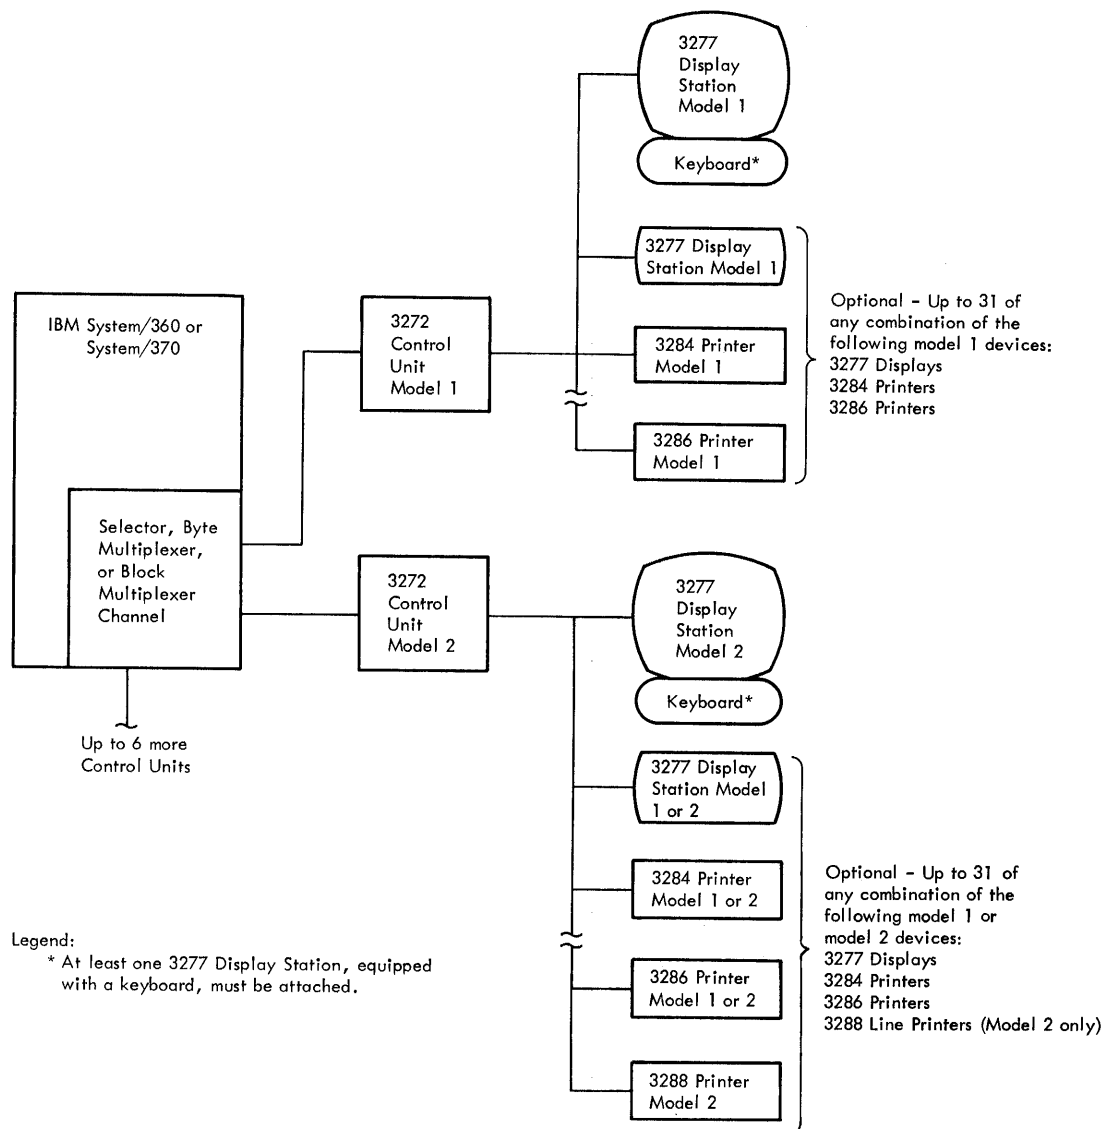 3277
Display
Station
Model 1
Keyboard*
3277 Display
Station Model 1
3284 Printer
Model 1
3286 Printer
Model 1
Optional - Up to 31 of
any combination of the
following model 1 devices:
3277 Displays
3284 Printers
3286 Printers
IBM System/360 or
System/370
Selector, Byte
Multiplexer,
or Block
Multiplexer
Channel
Up to 6 more
Control Units
3272
Control
Unit
Model 1
3272
Control
Unit
Model 2
3277
Display
Station
Model 2
Keyboard*
3277 Display
Station Model
1 or 2
3284 Printer
Model 1 or 2
3286 Printer
Model 1 or 2
3288 Printer
Model 2
Optional - Up to 31 of
any combination of the
following model 1 or
model 2 devices:
3277 Displays
3284 Printers
3286 Printers
3288 Line Printers (Model 2 only)
Legend:
* At least one 3277 Display Station, equipped
with a keyboard, must be attached.